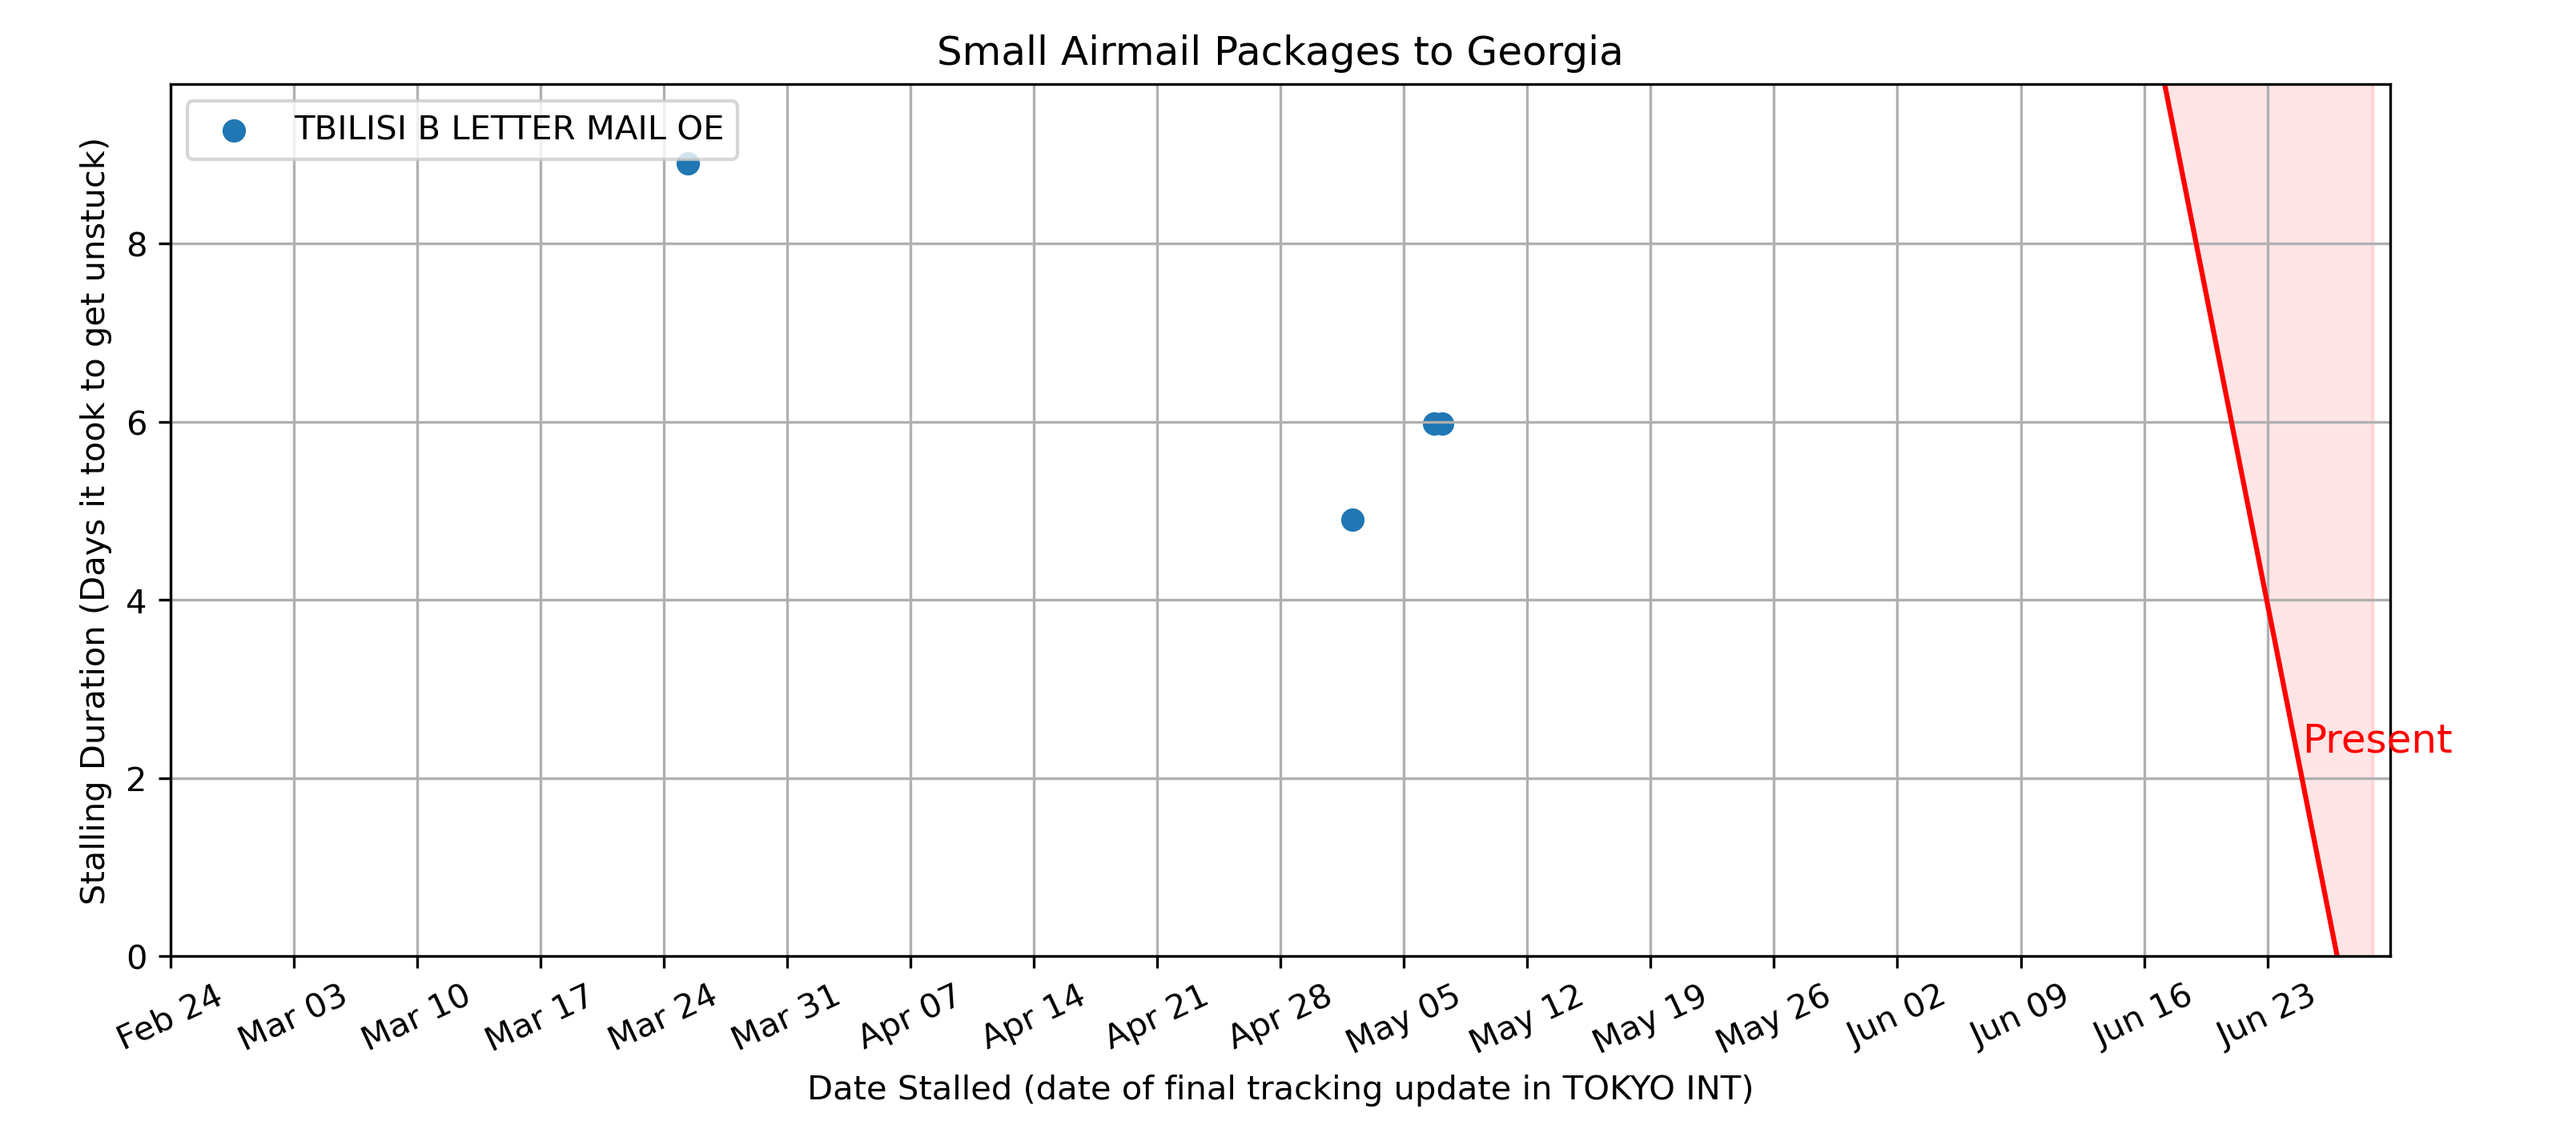 Small Airmail Packages to Georgia
TBILISI B LETTER MAIL OE
Stalling Duration (Days it took to get unstuck)
8
6
4
2
0
Present
Feb 24 Mar 03 Mar 10 Mar 17 Mar 24 Mar 31 Apr 07 Apr 14 Apr 21 Apr 28 May 05 May 12 May 19 May 26 Jun 02 Jun 09 Jun 16 Jun 23
Date Stalled (date of final tracking update in TOKYO INT)